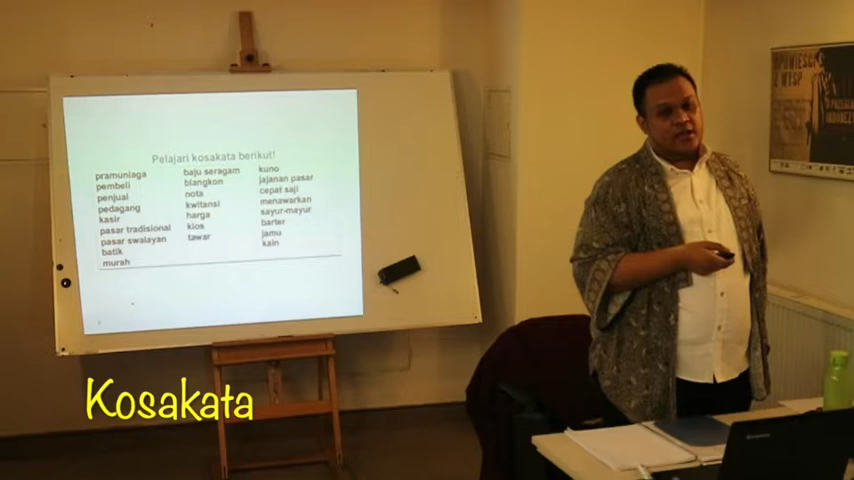 Pelajari kosakata berikut!
pramuniaga
pembeli
penjual
pedagang
kasir
pasar tradisional
pasar swalayan
batik
murah
baju seragam
blangkon
nota
kwitansi
harga
kios
tawar
kuno
jajanan pasar
cepat saji
menawarkan
sayur-mayur
barter
jamu
kain
Kosakata